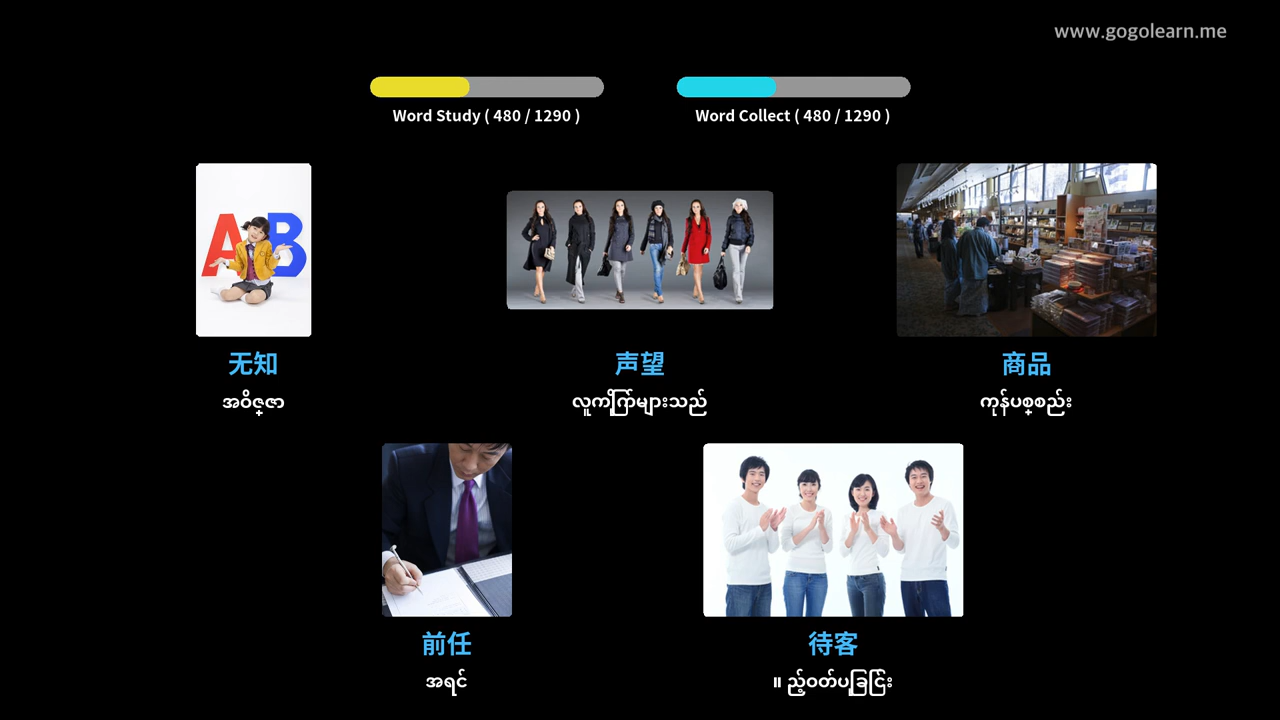 www.gogolearn.me
Word Study ( 480 / 1290 )
Word Collect ( 480 / 1290 )
AB
无知
声望
商品
အဝိဇ္ဇာ
လူကြိုက်များသည်
ကုန်ပစ္စည်း
前任
待客
အရင်
။ ည့်ဝတ်ပြုခြင်း